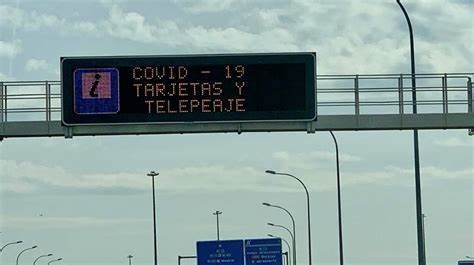 i
COVID - 19
TARJETAS Y
TELEPEAJE